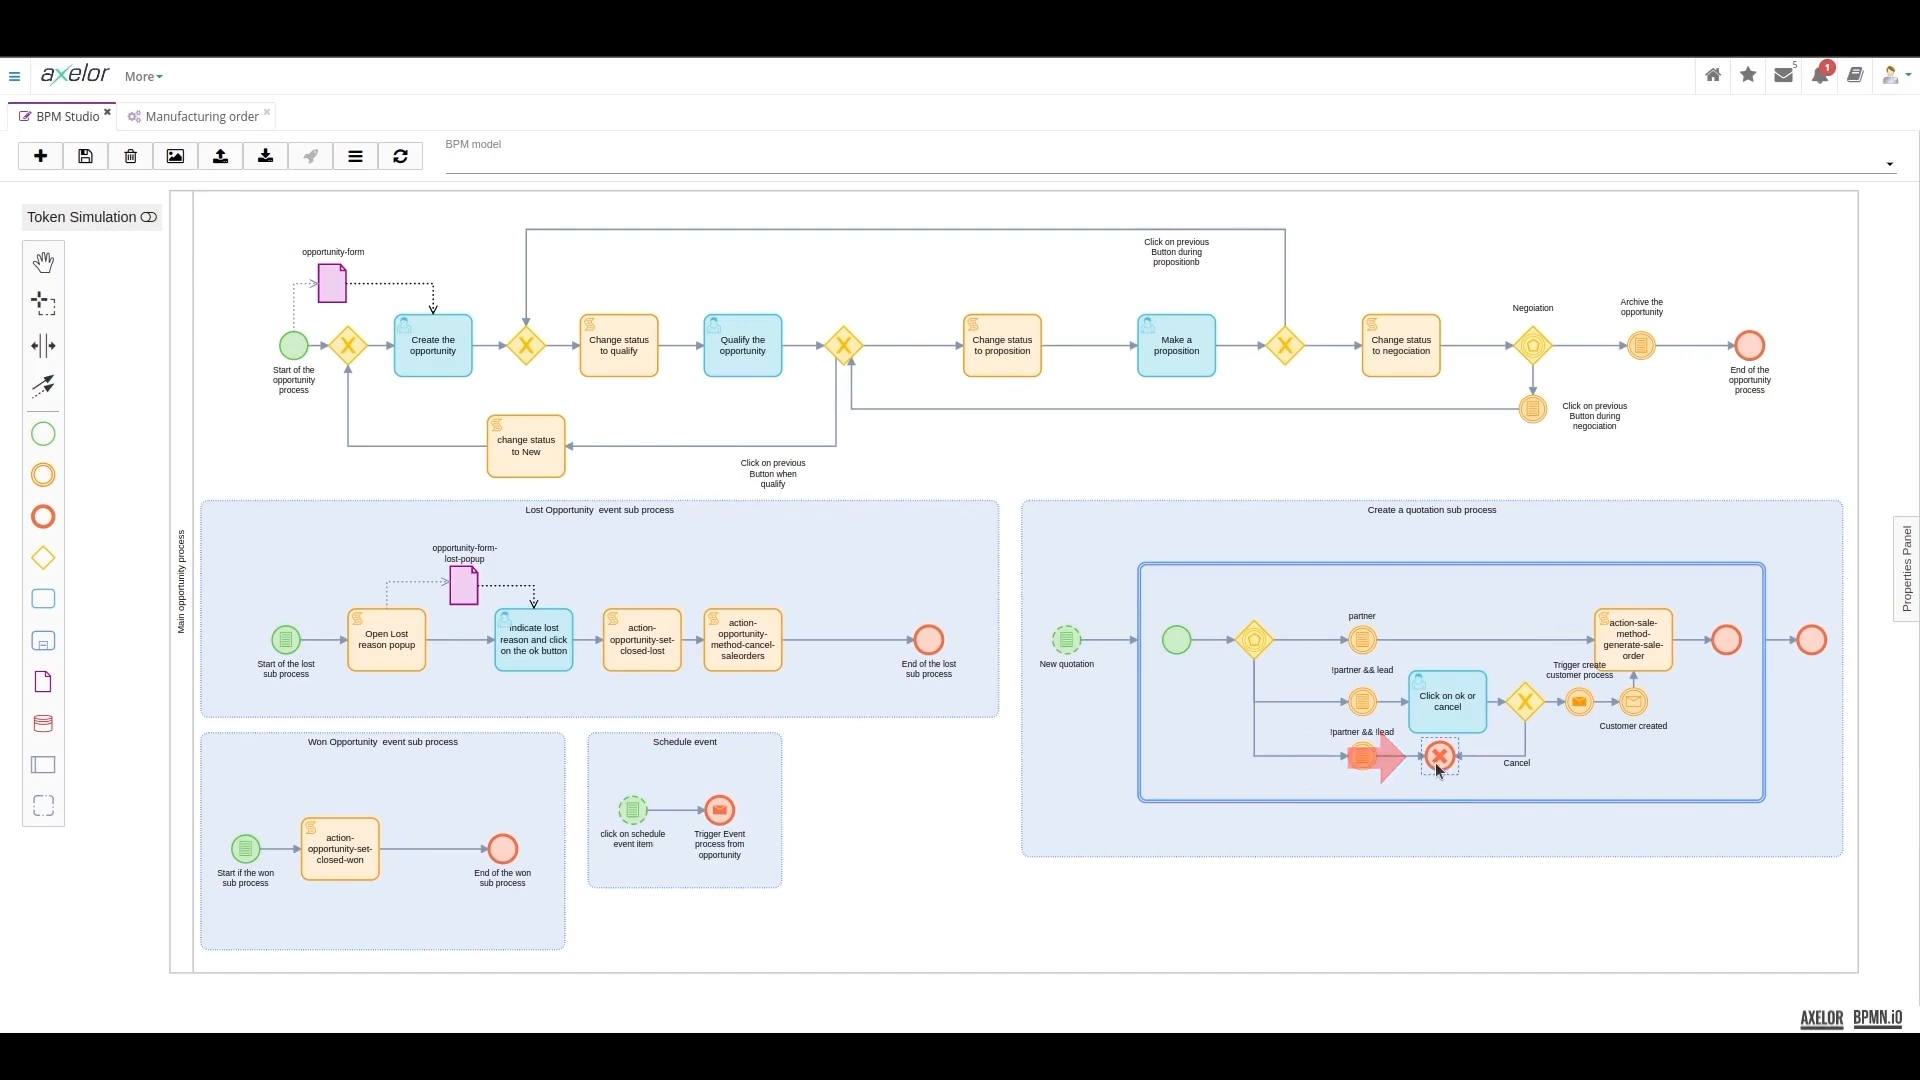 axelor
More
5
1
BPM Studio
Manufacturing order
BPM model
Token Simulation
Main opportunity process
opportunity-form
Start of the
opportunity
process
Create the
opportunity
Change status
to qualify
Qualify the
opportunity
Change status
to proposition
Click on previous
Button during
propositionb
Make a
proposition
Change status
to negociation
Negoiation
Archive the
opportunity
End of the
opportunity
process
Click on previous
Button during
negociation
change status
to New
Click on previous
Button when
qualify
Lost Opportunity  event sub process
opportunity-form-
lost-popup
Start of the lost
sub process
Open Lost
reason popup
Indicate lost
reason and click
on the ok button
action-
opportunity-set-
closed-lost
action-
opportunity-
method-cancel-
saleorders
End of the lost
sub process
Create a quotation sub process
New quotation
partner
!partner && lead
!partner && !lead
Click on ok or
cancel
Cancel
Trigger create
customer process
Customer created
action-sale-
method-
generate-sale-
order
Won Opportunity  event sub process
Start if the won
sub process
action-
opportunity-set-
closed-won
End of the won
sub process
Schedule event
click on schedule
event item
Trigger Event
process from
opportunity
Properties Panel
AXELOR BPMN.iO